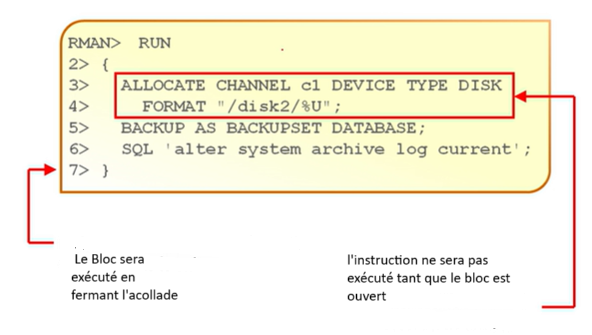 RMAN> RUN
2> {
3> ALLOCATE CHANNEL c1 DEVICE TYPE DISK
4> FORMAT "/disk2/%U";
5> BACKUP AS BACKUPSET DATABASE;
6> SQL 'alter system archive log current';
7> }
Le Bloc sera
exécuté en
fermant l'acollade
l'instruction ne sera pas
exécuté tant que le bloc est
ouvert